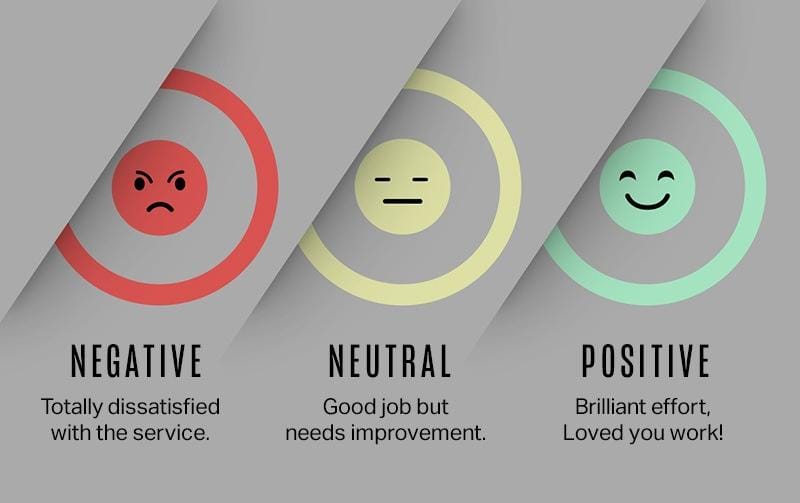 NEGATIVE
Totally dissatisfied
with the service.
NEUTRAL
Good job but
needs improvement.
POSITIVE
Brilliant effort,
Loved you work!